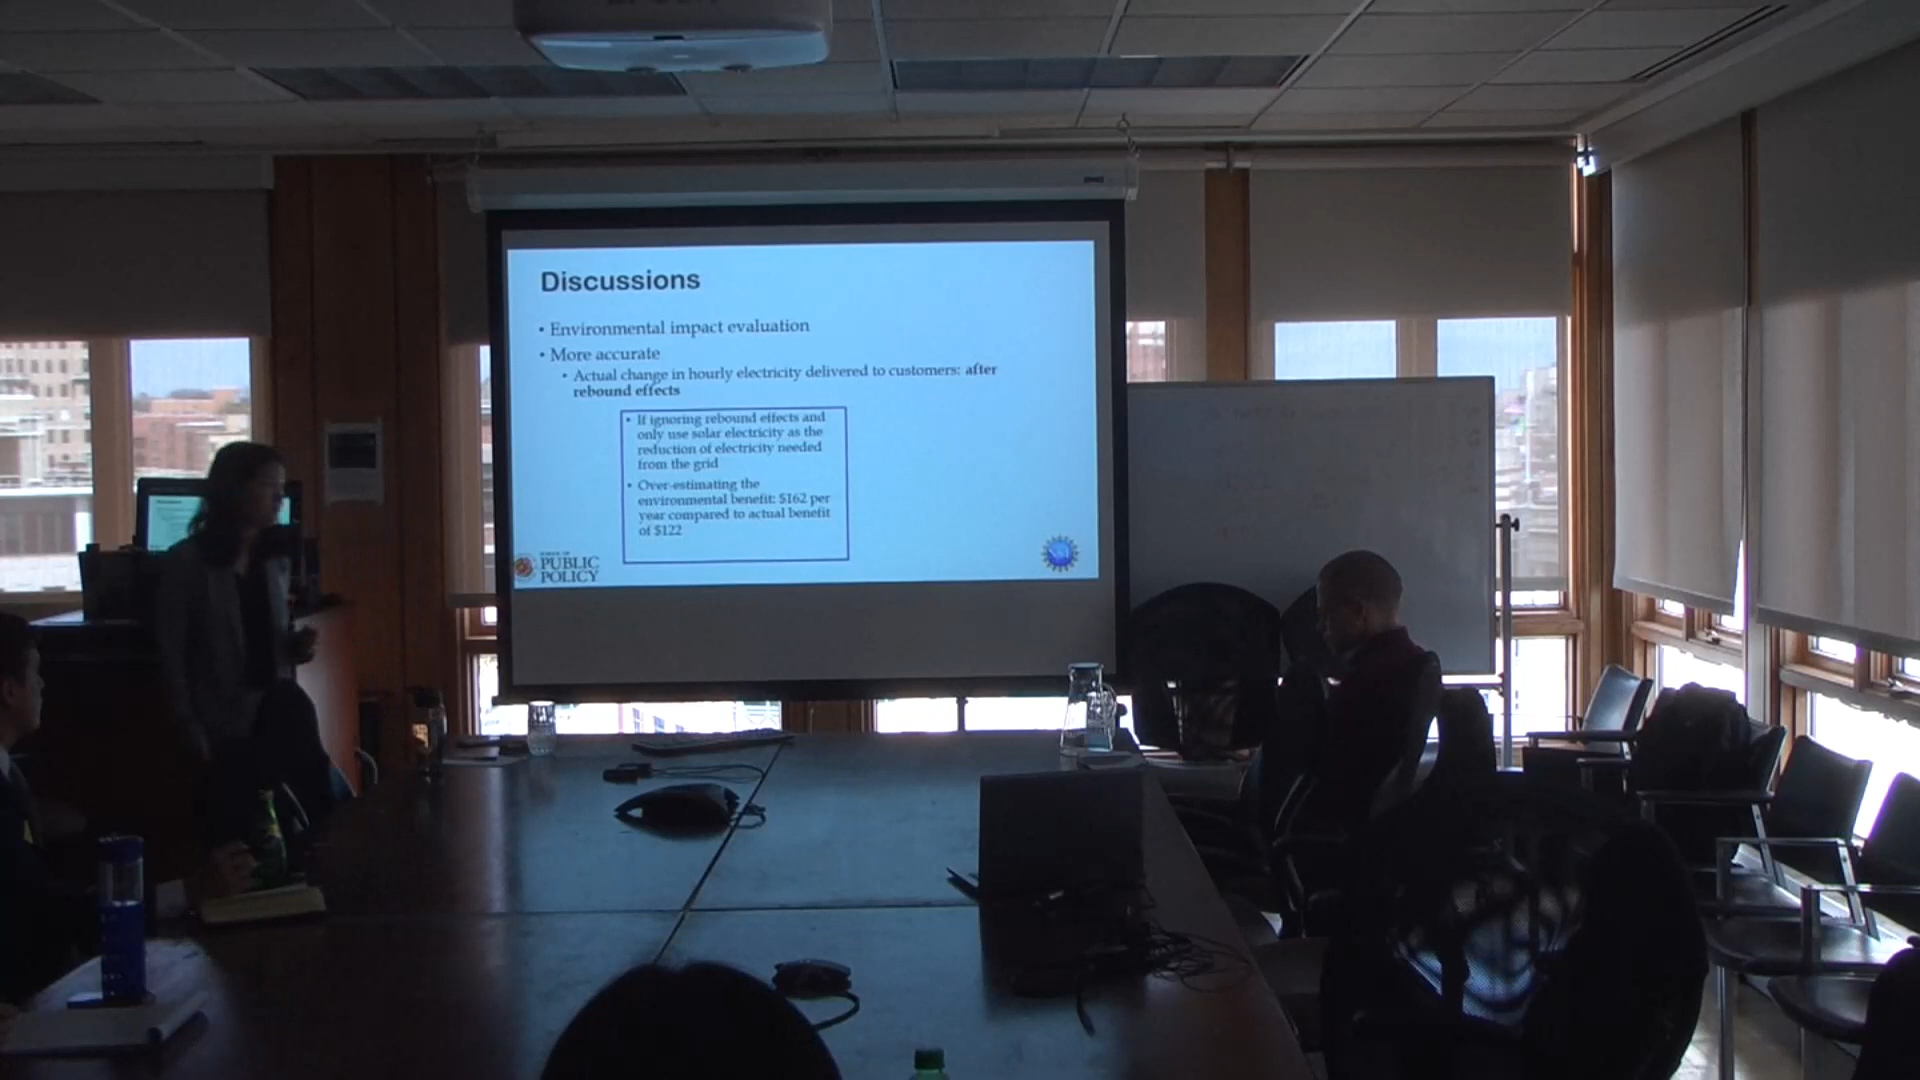 Discussions
• Environmental impact evaluation
• More accurate
• Actual change in hourly electricity delivered to customers: after
rebound effects
• If ignoring rebound effects and
only use solar electricity as the
reduction of electricity needed
from the grid
• Over-estimating the
environmental benefit: $162 per
year compared to actual benefit
of $122
SCHOOL OF
PUBLIC
POLICY